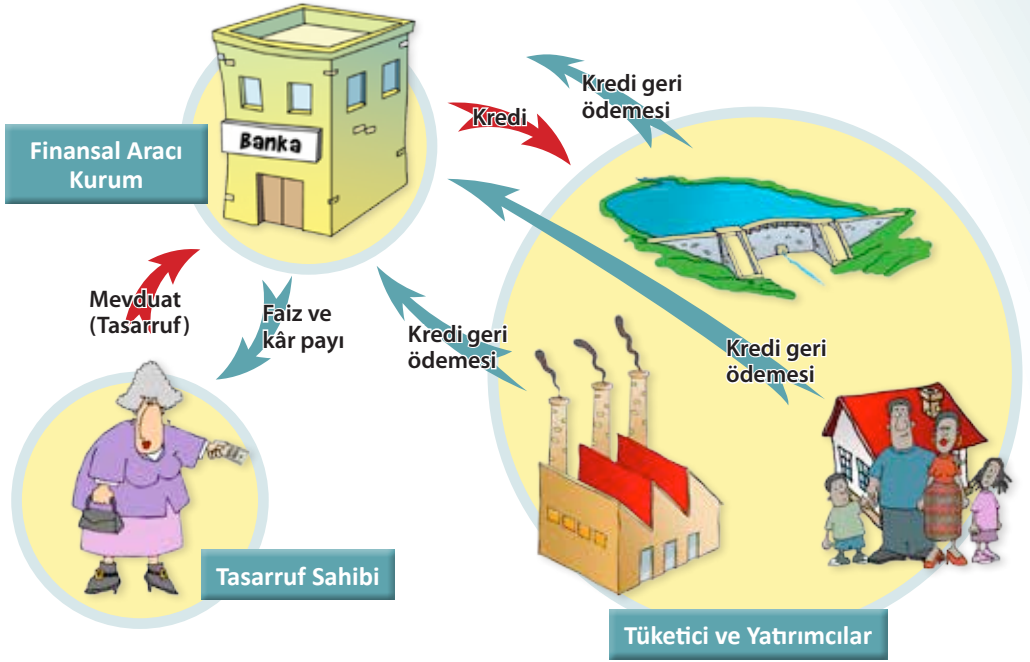 Banka
Finansal Aracı
Kurum
Kredi
Kredi geri
ödemesi
Mevduat
(Tasarruf)
Faiz ve
kâr payı
Kredi geri
ödemesi
Kredi geri
ödemesi
Tasarruf Sahibi
Tüketici ve Yatırımcılar